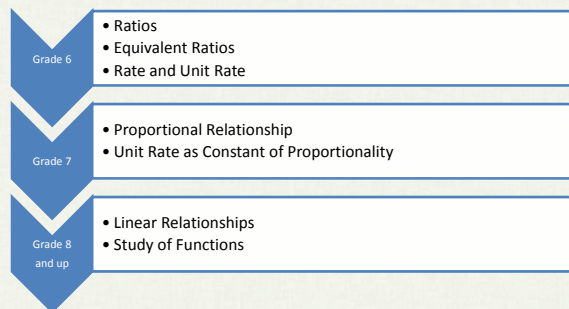 Grade 6
• Ratios
• Equivalent Ratios
• Rate and Unit Rate
Grade 7
• Proportional Relationship
• Unit Rate as Constant of Proportionality
Grade 8
and up
• Linear Relationships
• Study of Functions